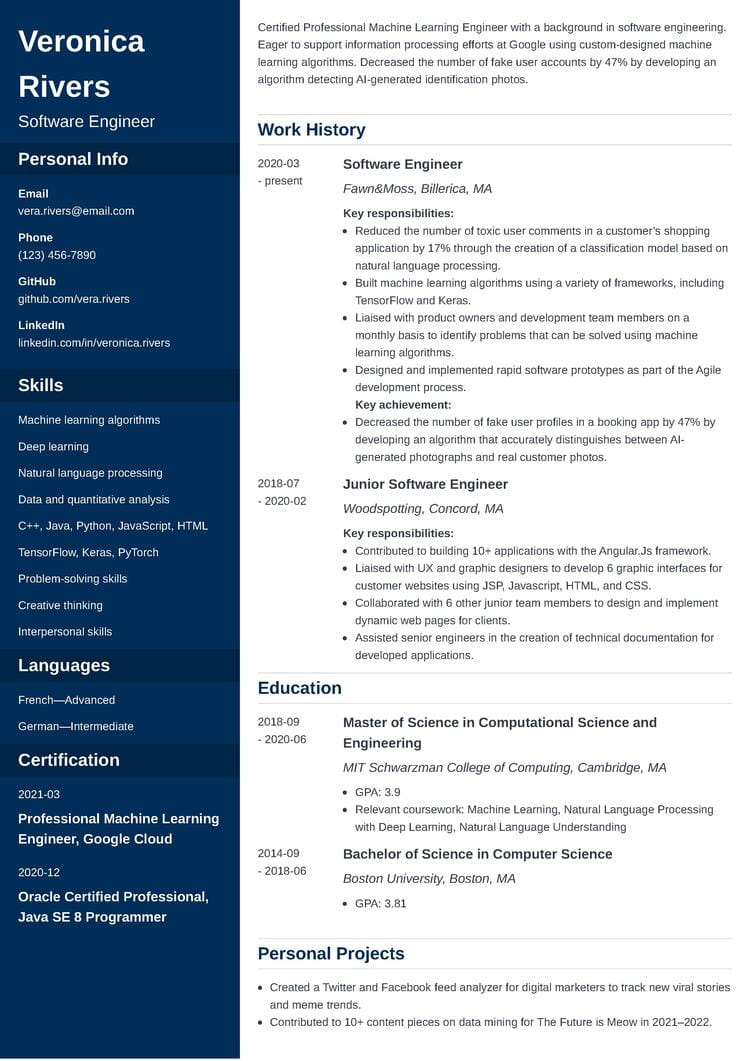 Veronica
Rivers
Software Engineer
Personal Info
Email
vera.rivers@email.com
Phone
(123) 456-7890
GitHub
github.com/vera.rivers
LinkedIn
linkedin.com/in/veronica.rivers
Skills
Machine learning algorithms
Deep learning
Natural language processing
Data and quantitative analysis
C++, Java, Python, JavaScript, HTML
TensorFlow, Keras, PyTorch
Problem-solving skills
Creative thinking
Interpersonal skills
Languages
French—Advanced
German—Intermediate
Certification
2021-03
Professional Machine Learning
Engineer, Google Cloud
2020-12
Oracle Certified Professional,
Java SE 8 Programmer
Certified Professional Machine Learning Engineer with a background in software engineering.
Eager to support information processing efforts at Google using custom-designed machine
learning algorithms. Decreased the number of fake user accounts by 47% by developing an
algorithm detecting AI-generated identification photos.
Work History
2020-03
- present
Software Engineer
Fawn&Moss, Billerica, MA
Key responsibilities:
• Reduced the number of toxic user comments in a customer's shopping
application by 17% through the creation of a classification model based on
natural language processing.
• Built machine learning algorithms using a variety of frameworks, including
TensorFlow and Keras.
• Liaised with product owners and development team members on a
monthly basis to identify problems that can be solved using machine
learning algorithms.
• Designed and implemented rapid software prototypes as part of the Agile
development process.
Key achievement:
• Decreased the number of fake user profiles in a booking app by 47% by
developing an algorithm that accurately distinguishes between AI-
generated photographs and real customer photos.
2018-07
- 2020-02
Junior Software Engineer
Woodspotting, Concord, MA
Key responsibilities:
• Contributed to building 10+ applications with the Angular.Js framework.
• Liaised with UX and graphic designers to develop 6 graphic interfaces for
customer websites using JSP, Javascript, HTML, and CSS.
• Collaborated with 6 other junior team members to design and implement
dynamic web pages for clients.
• Assisted senior engineers in the creation of technical documentation for
developed applications.
Education
2018-09
- 2020-06
Master of Science in Computational Science and
Engineering
MIT Schwarzman College of Computing, Cambridge, MA
• GPA: 3.9
• Relevant coursework: Machine Learning, Natural Language Processing
with Deep Learning, Natural Language Understanding
2014-09
- 2018-06
Bachelor of Science in Computer Science
Boston University, Boston, MA
• GPA: 3.81
Personal Projects
• Created a Twitter and Facebook feed analyzer for digital marketers to track new viral stories
and meme trends.
• Contributed to 10+ content pieces on data mining for The Future is Meow in 2021–2022.